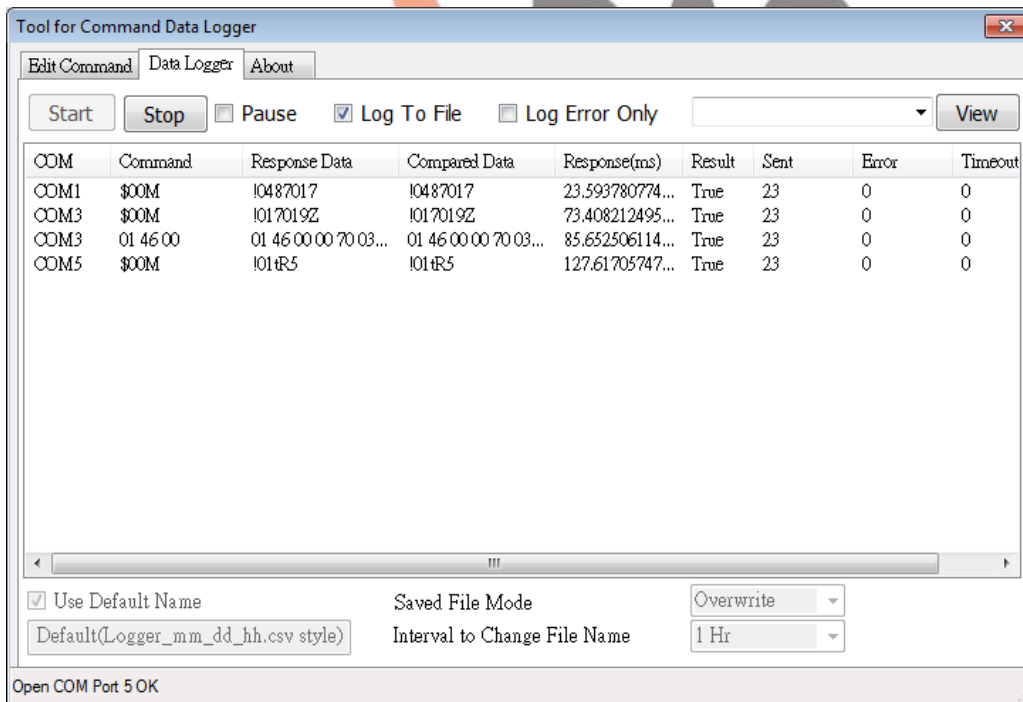 Tool for Command Data Logger
Edit Command Data Logger About
Start Stop Pause Log To File Log Error Only View
COM Command Response Data Compared Data Response(ms) Result Sent Error Timeout
COM1 $00M !0487017 !0487017 23.593780774... True 23 0 0
COM3 $00M !017019Z !017019Z 73.408212495... True 23 0 0
COM3 01 46 00 01 46 00 00 70 03... 01 46 00 00 70 03... 85.652506114... True 23 0 0
COM5 $00M !01tR5 !01tR5 127.61705747... True 23 0 0
Use Default Name Saved File Mode Overwrite
Default(Logger_mm_dd_hh.csv style) Interval to Change File Name 1 Hr
Open COM Port 5 OK